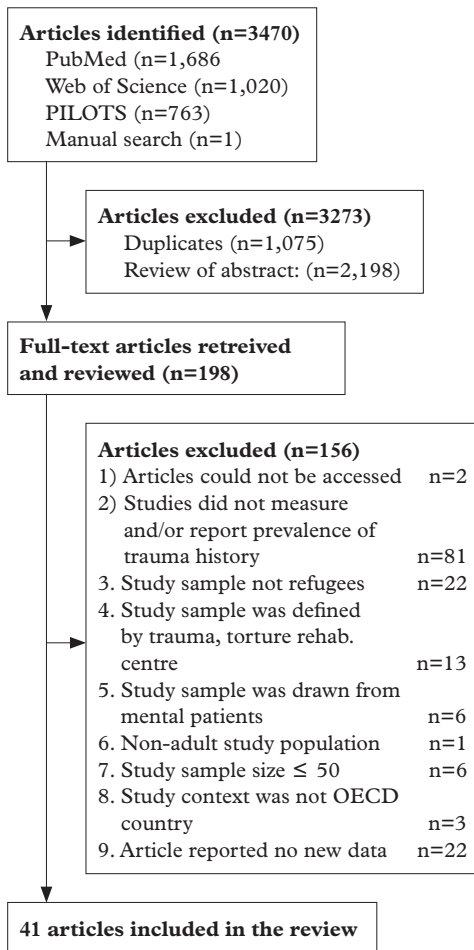 Articles identified (n=3470)
PubMed (n=1,686
Web of Science (n=1,020)
PILOTS (n=763)
Manual search (n=1)
Articles excluded (n=3273)
Duplicates (n=1,075)
Review of abstract: (n=2,198)
Full-text articles retreived
and reviewed (n=198)
Articles excluded (n=156)
1) Articles could not be accessed n=2
2) Studies did not measure
and/or report prevalence of
trauma history n=81
3. Study sample not refugees n=22
4. Study sample was defined
by trauma, torture rehab.
centre n=13
5. Study sample was drawn from
mental patients n=6
6. Non-adult study population n=1
7. Study sample size ≤ 50 n=6
8. Study context was not OECD
country n=3
9. Article reported no new data n=22
41 articles included in the review